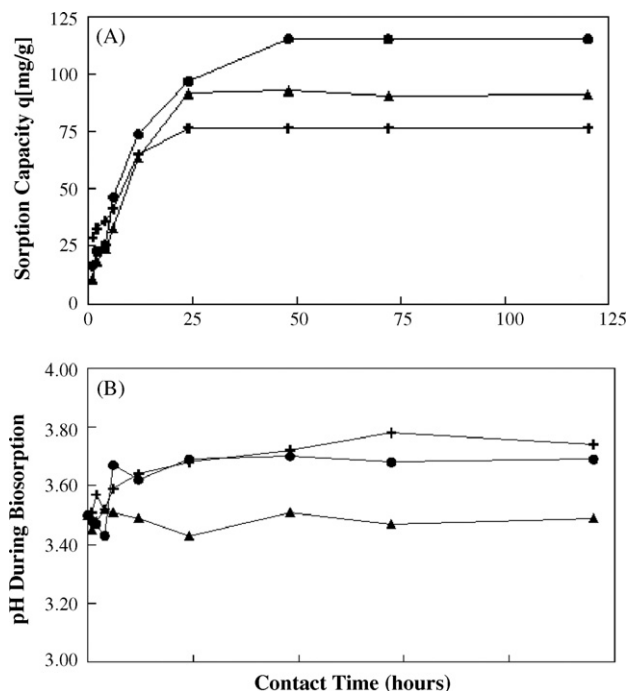 (A)
Sorption Capacity q[mg/g]
125
100
75
50
25
0
0 25 50 75 100 125
(B)
pH During Biosorption
4.00
3.80
3.60
3.40
3.20
3.00
Contact Time (hours)